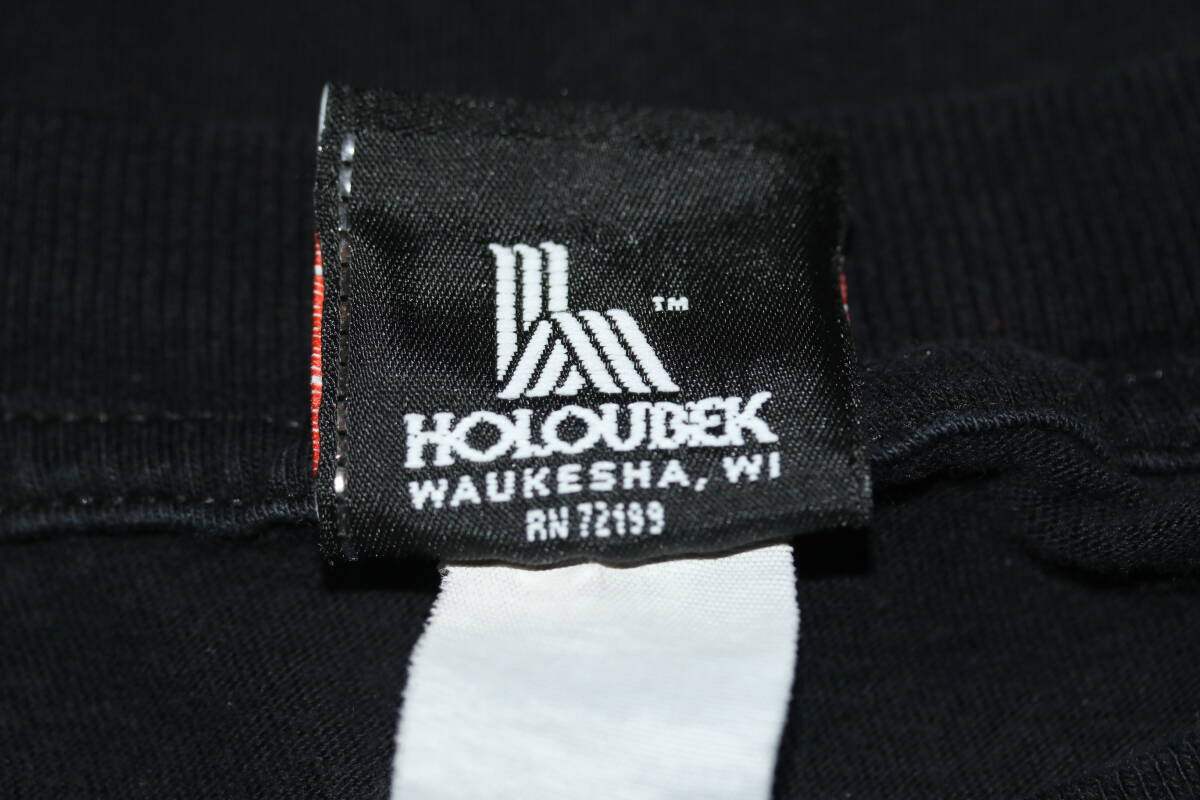 TM
HOLOUBEK
WAUKESHA, WI
RN 72199